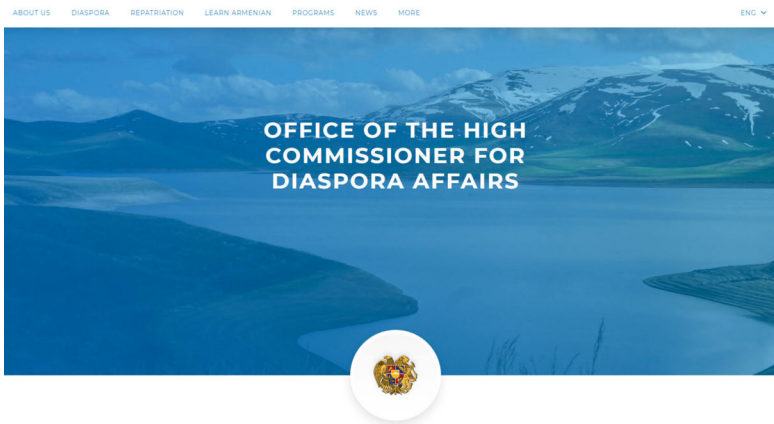 ABOUT US DIASPORA REPATRIATION LEARN ARMENIAN PROGRAMS NEWS MORE ENG
OFFICE OF THE HIGH
COMMISSIONER FOR
DIASPORA AFFAIRS